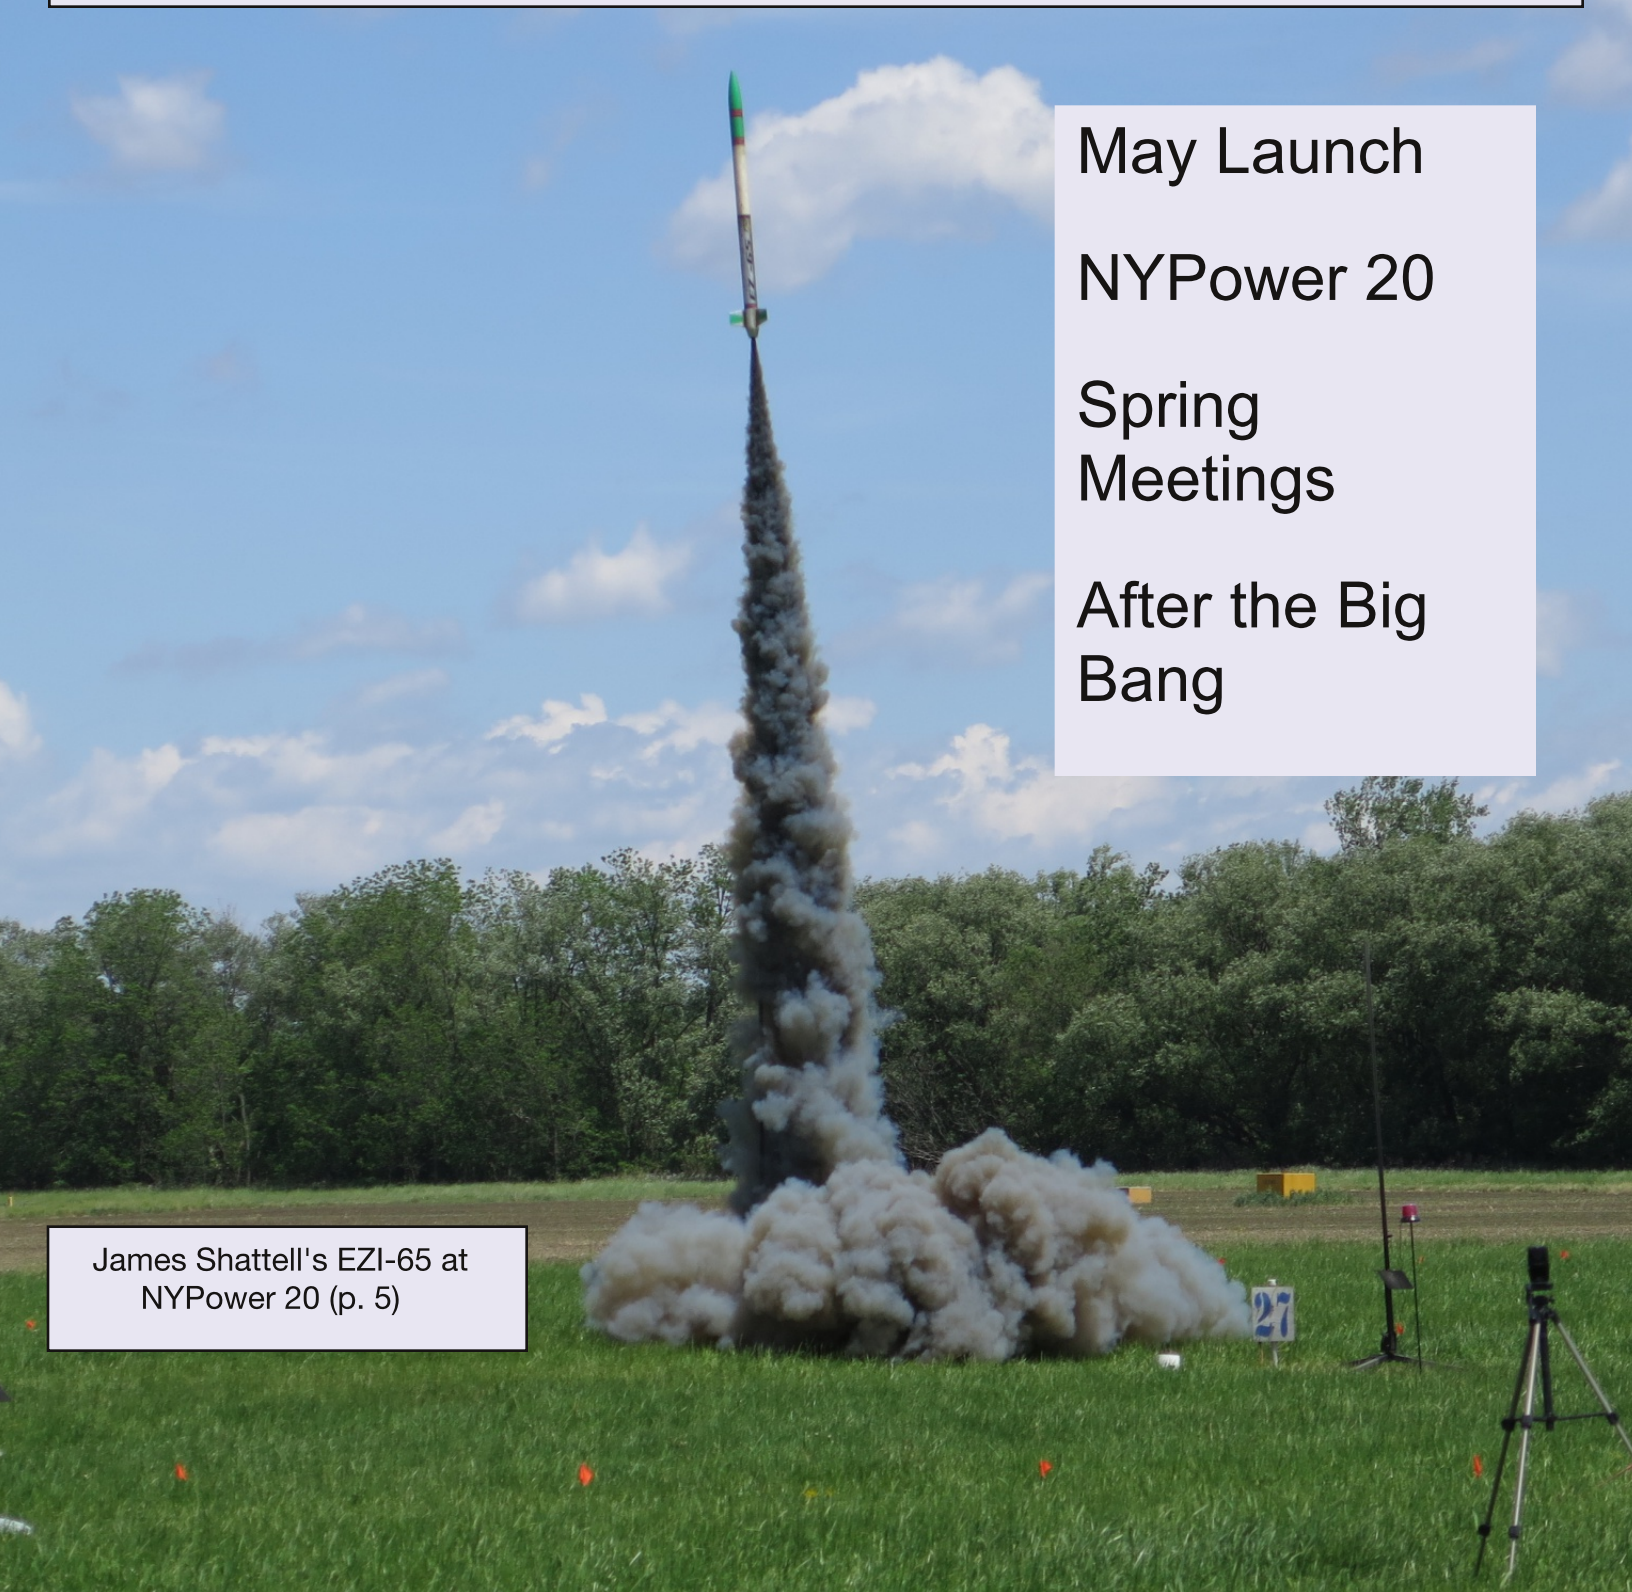 May Launch
NYPower 20
Spring
Meetings
After the Big
Bang
James Shattell's EZI-65 at
NYPower 20 (p. 5)
27